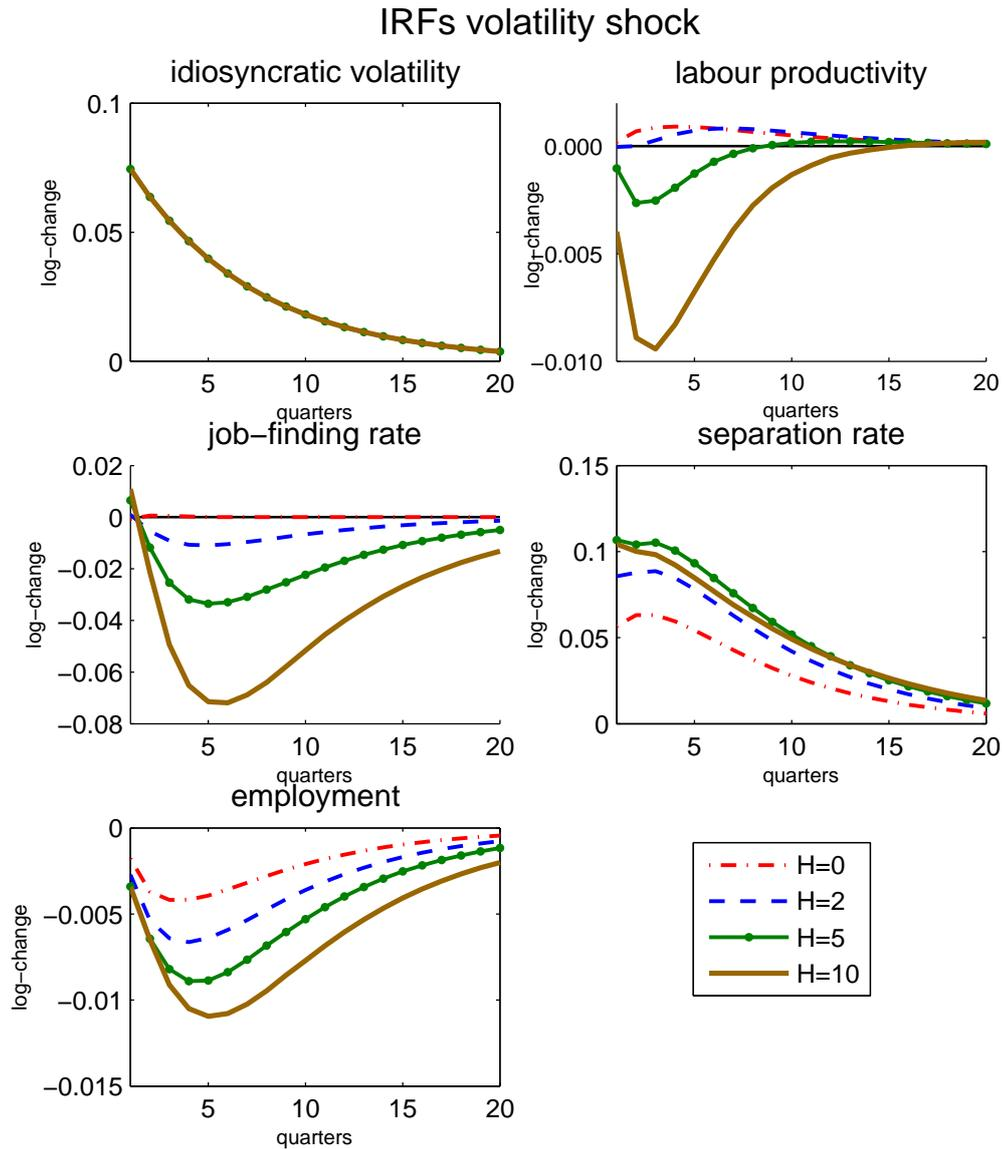 IRFs volatility shock
idiosyncratic volatility
0.1
0.05
0
log−change
5 10 15 20
quarters
labour productivity
0.000
−0.005
−0.010
log−change
5 10 15 20
quarters
job−finding rate
0.02
0
−0.02
−0.04
−0.06
−0.08
log−change
5 10 15 20
quarters
separation rate
0.15
0.1
0.05
0
log−change
5 10 15 20
quarters
employment
0
−0.005
−0.01
−0.015
log−change
5 10 15 20
quarters
H=0
H=2
H=5
H=10